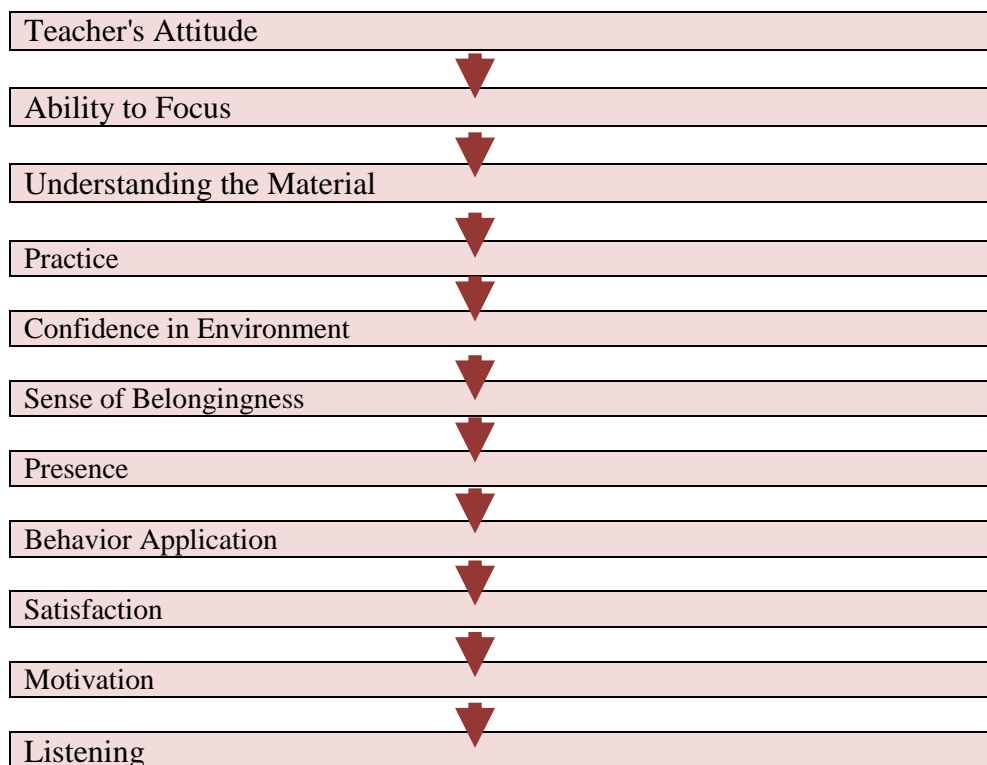 Teacher's Attitude
Ability to Focus
Understanding the Material
Practice
Confidence in Environment
Sense of Belongingness
Presence
Behavior Application
Satisfaction
Motivation
Listening